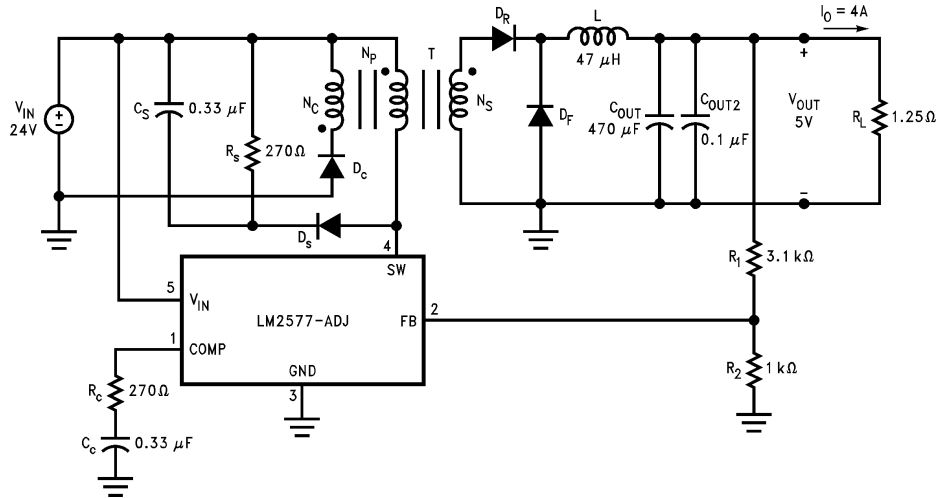 D_R
L
47 μH
I_O = 4A
V_IN
24V
+
−
C_S
0.33 μF
R_s
270Ω
N_C
N_P
T
N_S
D_c
D_s
D_F
C_OUT
470 μF
C_OUT2
0.1 μF
+
V_OUT
5V
−
R_L
1.25Ω
4
SW
5
V_IN
LM2577-ADJ
FB
2
1
COMP
GND
3
R_1
3.1 kΩ
R_2
1 kΩ
R_c
270Ω
C_c
0.33 μF